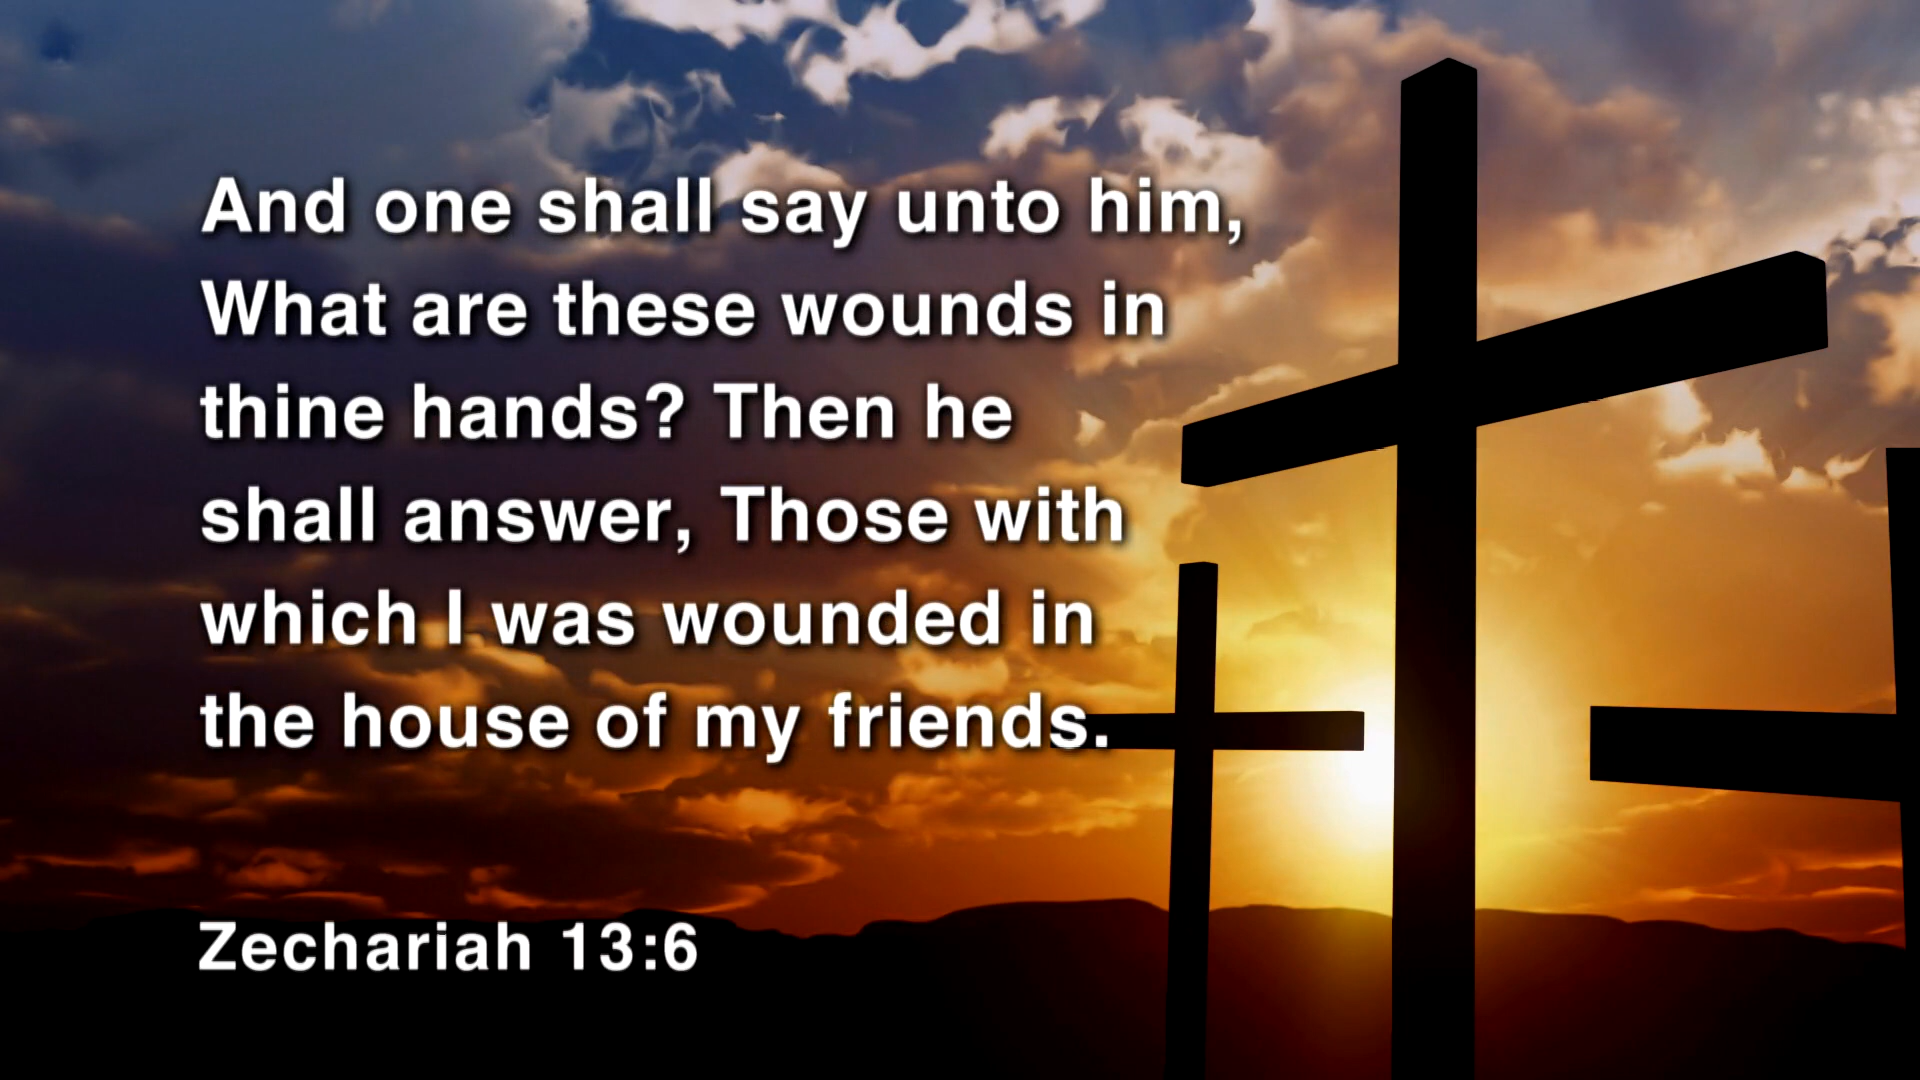 And one shall say unto him,
What are these wounds in
thine hands? Then he
shall answer, Those with
which I was wounded in
the house of my friends.
Zechariah 13:6